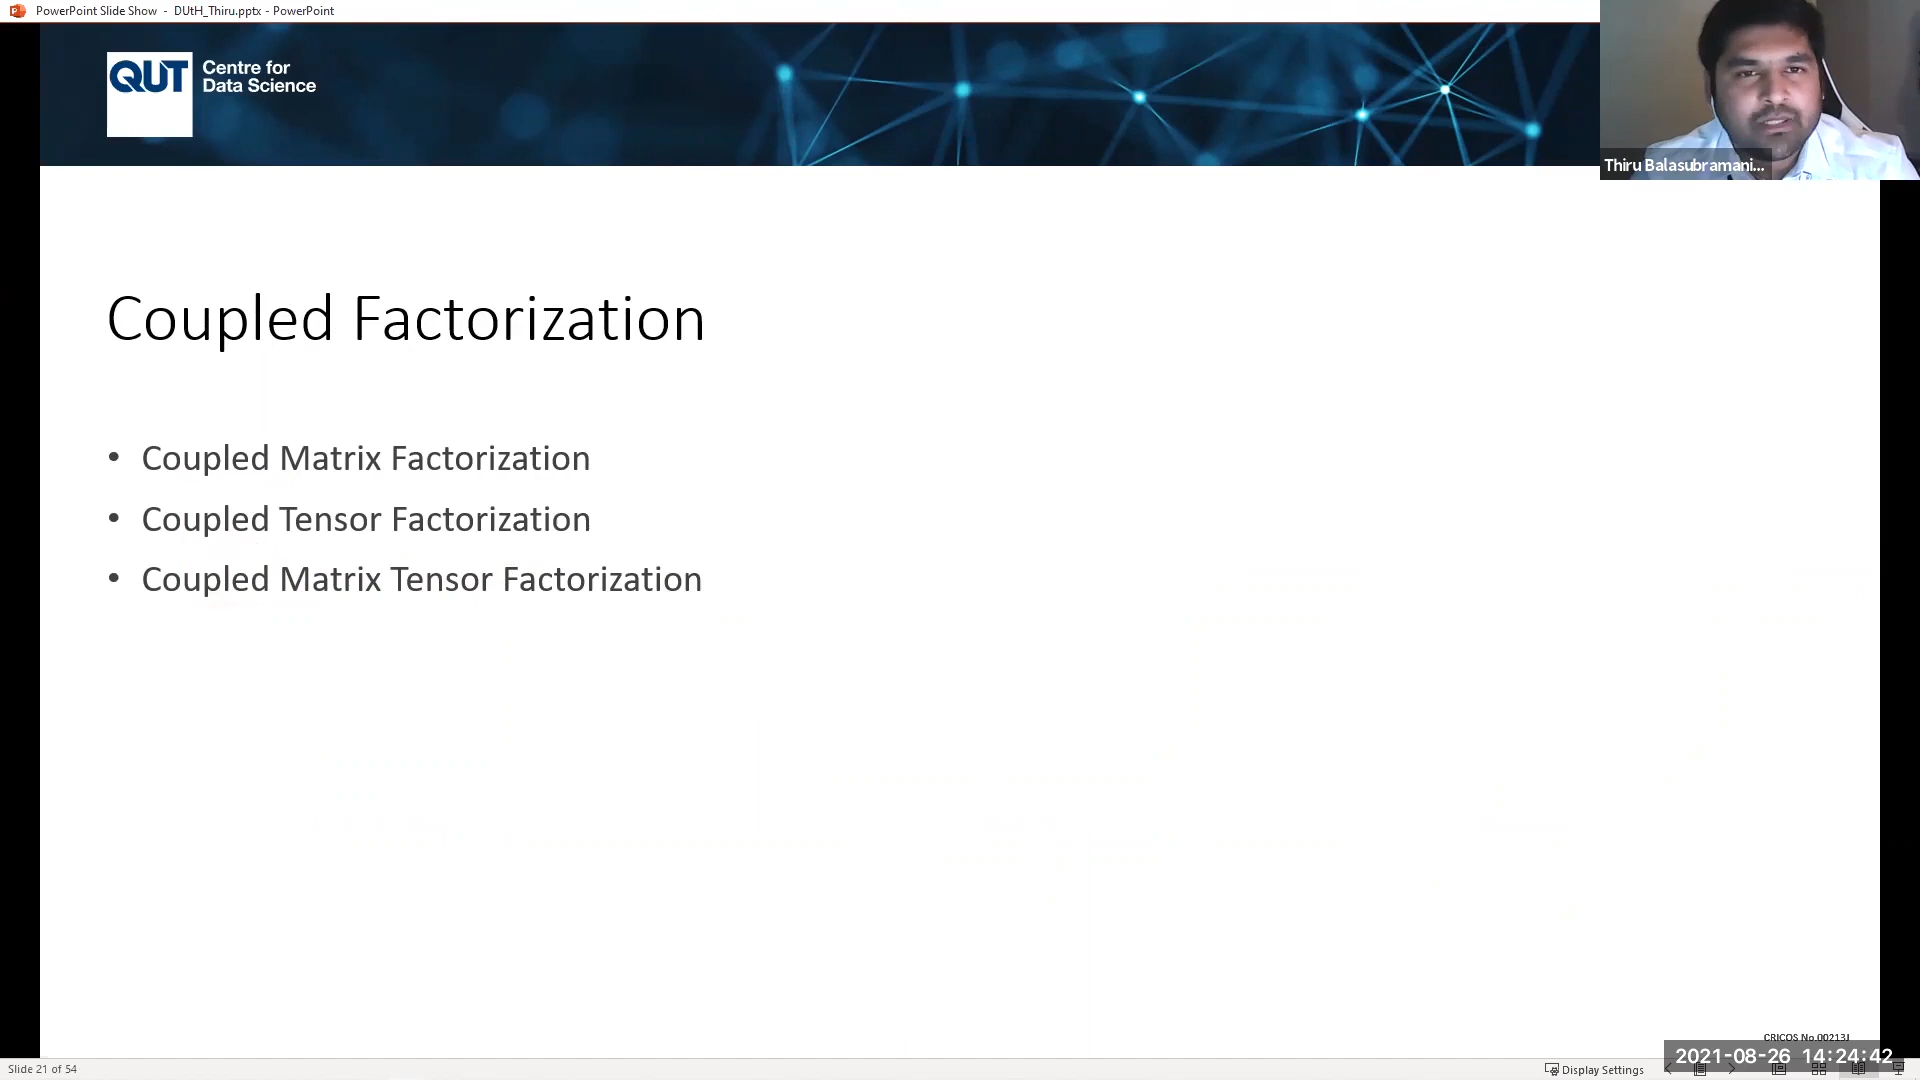 PowerPoint Slide Show - DUtH_Thiru.pptx - PowerPoint
QUT
Centre for
Data Science
Thiru Balasubramani...
Coupled Factorization
• Coupled Matrix Factorization
• Coupled Tensor Factorization
• Coupled Matrix Tensor Factorization
CRICOS No.00213J
2021-08-26 14:24:42
Slide 21 of 54
Display Settings